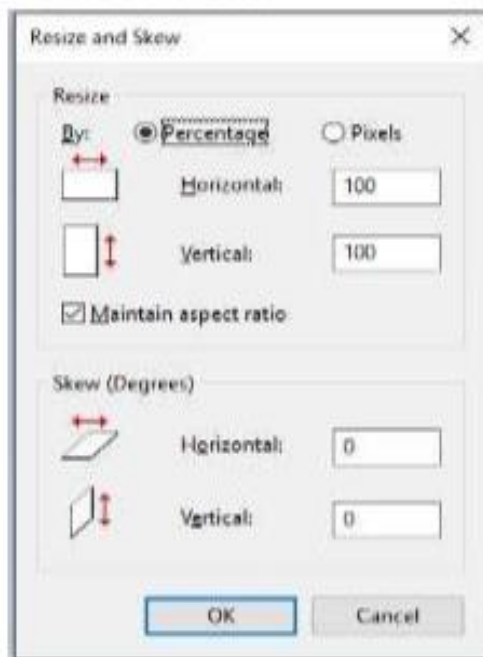 Resize and Skew
Resize
By: Percentage Pixels
Horizontal: 100
Vertical: 100
Maintain aspect ratio
Skew (Degrees)
Horizontal: 0
Vertical: 0
OK Cancel